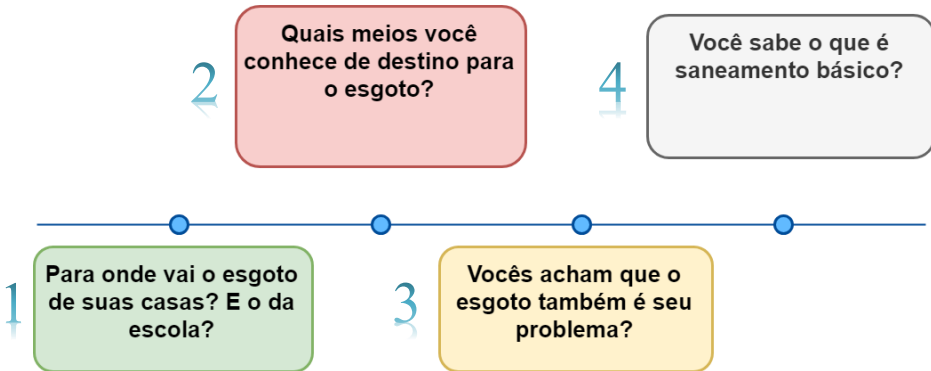 1
Para onde vai o esgoto
de suas casas? E o da
escola?
2
Quais meios você
conhece de destino para
o esgoto?
3
Vocês acham que o
esgoto também é seu
problema?
4
Você sabe o que é
saneamento básico?